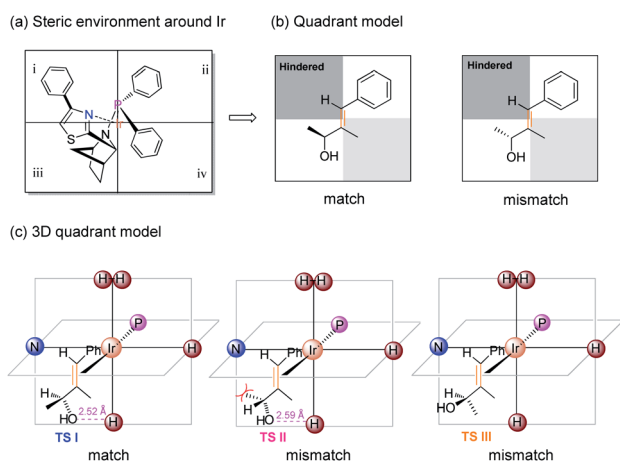 (a) Steric environment around Ir
(b) Quadrant model
i
ii
N
P
Ir
N
S
iii
iv
Hindered
H
OH
match
Hindered
H
OH
mismatch
(c) 3D quadrant model
H H
P
N
Ir
H
H Ph
H
HO
2.52 Å
H
TS I
match
H H
P
N
Ir
H
H Ph
H
HO
2.59 Å
H
TS II
mismatch
H H
P
N
Ir
H
H Ph
H
HO
H
TS III
mismatch